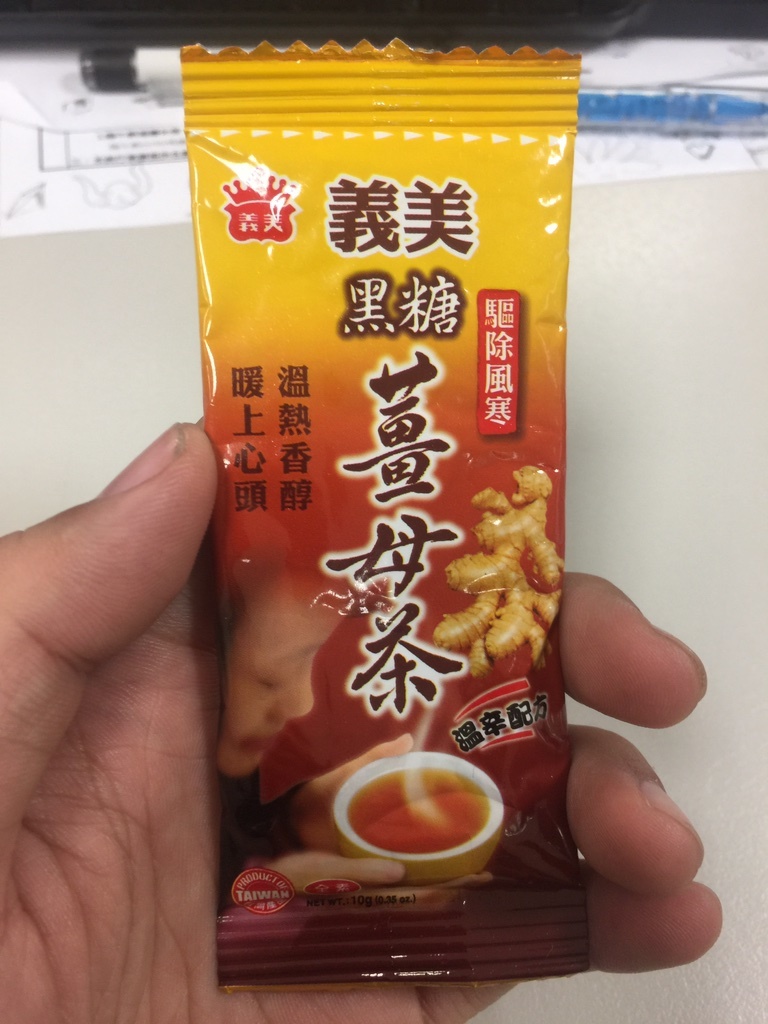 義美
義美
黑糖
驅除風寒
薑母茶
溫熱香醇
暖上心頭
溫辛配方
PRODUCT OF
TAIWAN
全素
NET WT.: 10g (0.35 oz.)